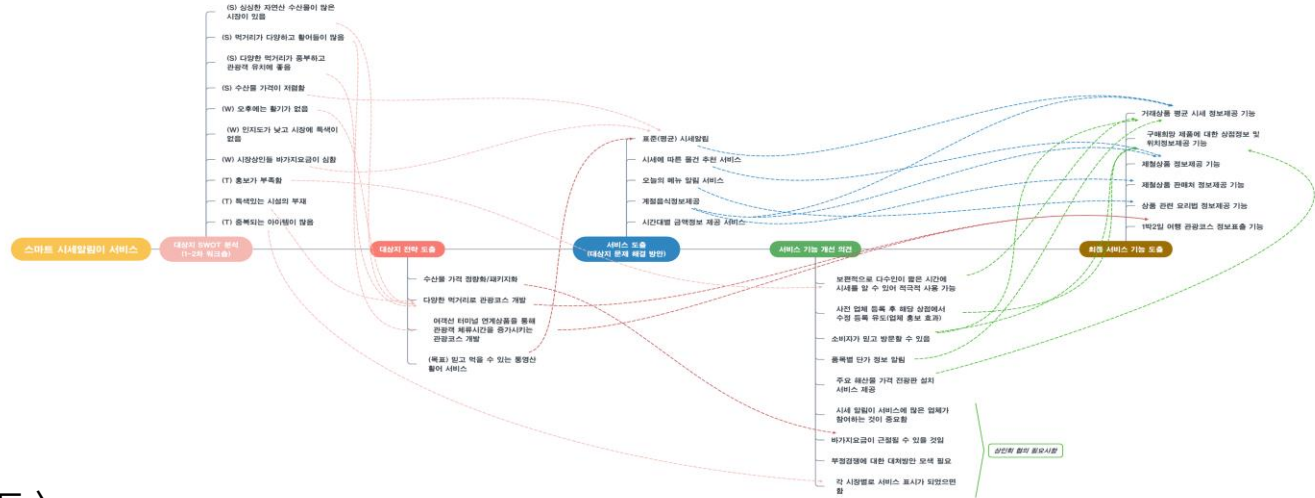 (S) 싱싱한 자연산 수산물이 많은
시장이 있음
(S) 먹거리가 다양하고 활어들이 많음
(S) 다양한 먹거리가 풍부하고
관광객 유치에 좋음
(S) 수산물 가격이 저렴함
(W) 오후에는 활기가 없음
(W) 인지도가 낮고 시장에 특색이
없음
(W) 시장상인들 바가지요금이 심함
(T) 홍보가 부족함
(T) 특색있는 시설의 부재
(T) 중복되는 아이템이 많음
스마트 시세알림이 서비스
대상지 SWOT 분석
(1~2차 워크숍)
대상지 전략 도출
수산물 가격 정량화/패키지화
다양한 먹거리로 관광코스 개발
여객선 터미널 연계상품을 통해
관광객 체류시간을 증가시키는
관광코스 개발
(목표) 믿고 먹을 수 있는 통영산
활어 서비스
표준(평균) 시세알림
시세에 따른 물건 추천 서비스
오늘의 메뉴 알림 서비스
계절음식정보제공
시간대별 금액정보 제공 서비스
서비스 도출
(대상지 문제 해결 방안)
서비스 기능 개선 의견
보편적으로 다수인이 짧은 시간에
시세를 알 수 있어 적극적 사용 가능
사전 업체 등록 후 해당 상점에서
수정 등록 유도(업체 홍보 효과)
소비자가 믿고 방문할 수 있음
품목별 단가 정보 알림
주요 해산물 가격 전광판 설치
서비스 제공
시세 알림이 서비스에 많은 업체가
참여하는 것이 중요함
바가지요금이 근절될 수 있을 것임
부정경쟁에 대한 대처방안 모색 필요
각 시장별로 서비스 표시가 되었으면
함
상인회 협의 필요사항
거래상품 평균 시세 정보제공 기능
구매희망 제품에 대한 상점정보 및
위치정보제공 기능
제철상품 정보제공 기능
제철상품 판매처 정보제공 기능
상품 관련 요리법 정보제공 기능
1박2일 여행 관광코스 정보표출 기능
최종 서비스 기능 도출